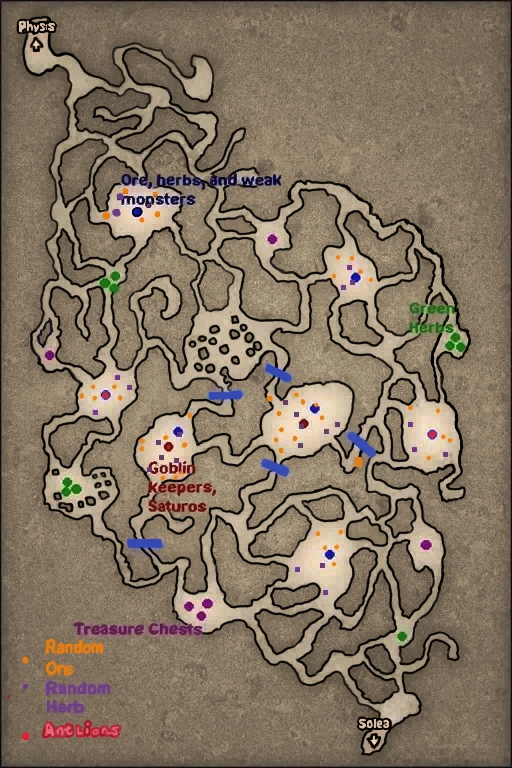 Physis
Ore, herbs, and weak
monsters
Green
Herbs
Goblin
Keepers,
Saturos
Treasure Chests
Random
Ore
Random
Herb
Ant Lions
Solea